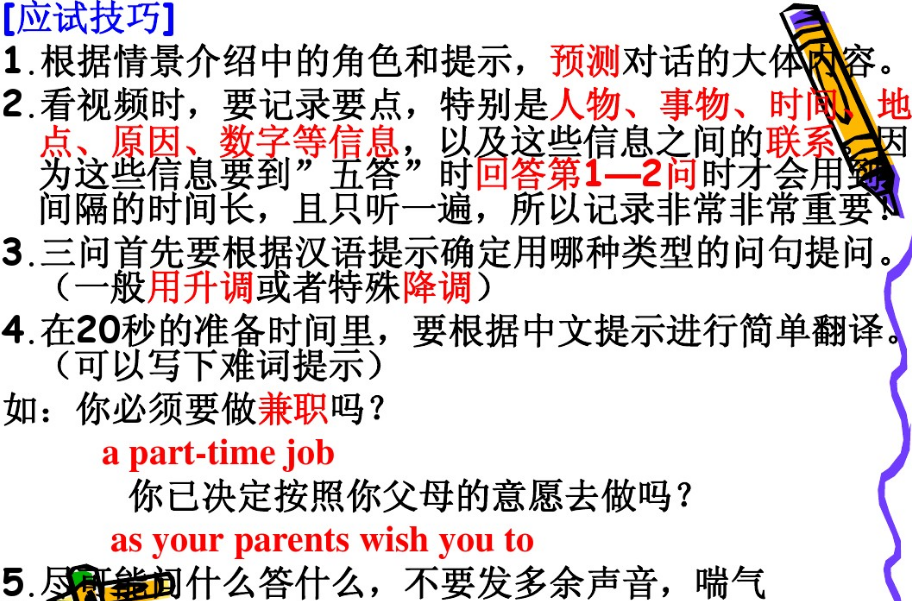 [应试技巧]
1.根据情景介绍中的角色和提示，预测对话的大体内容。
2.看视频时，要记录要点，特别是人物、事物、时间、地
点、原因、数字等信息，以及这些信息之间的联系。因
为这些信息要到”五答”时回答第1—2问时才会用到，
间隔的时间长，且只听一遍，所以记录非常非常重要！
3.三问首先要根据汉语提示确定用哪种类型的问句提问。
（一般用升调或者特殊降调）
4.在20秒的准备时间里，要根据中文提示进行简单翻译。
（可以写下难词提示）
如：你必须要做兼职吗？
a part-time job
你已决定按照你父母的意愿去做吗？
as your parents wish you to
5.尽可能问什么答什么，不要发多余声音，喘气